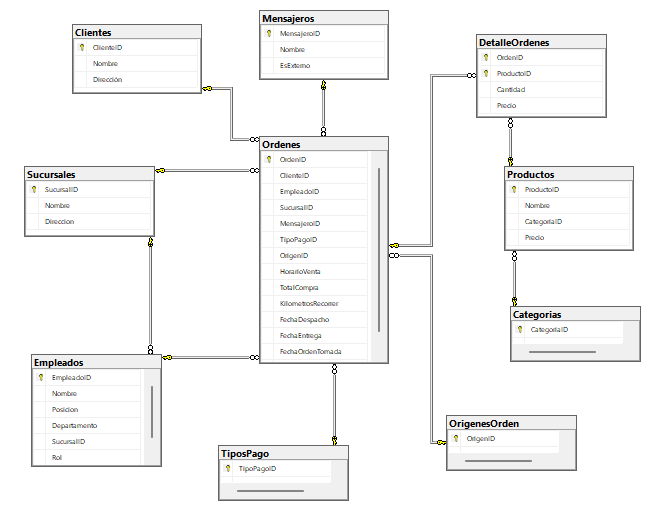 Clientes
ClienteID
Nombre
Dirección
Mensajeros
MensajeroID
Nombre
EsExterno
DetalleOrdenes
OrdenID
ProductoID
Cantidad
Precio
Ordenes
OrdenID
ClienteID
EmpleadoID
SucursalID
MensajeroID
TipoPagoID
OrigenID
HorarioVenta
TotalCompra
KilometrosRecorrer
FechaDespacho
FechaEntrega
FechaOrdenTomada
Sucursales
SucursalID
Nombre
Direccion
Productos
ProductoID
Nombre
CategoriaID
Precio
Categorias
CategoriaID
Empleados
EmpleadoID
Nombre
Posicion
Departamento
SucursalID
Rol
OrigenesOrden
OrigenID
TiposPago
TipoPagoID